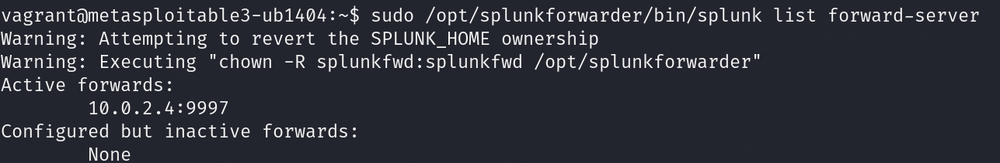 vagrant@metasploitable3-ub1404:~$ sudo /opt/splunkforwarder/bin/splunk list forward-server
Warning: Attempting to revert the SPLUNK_HOME ownership
Warning: Executing "chown -R splunkfwd:splunkfwd /opt/splunkforwarder"
Active forwards:
        10.0.2.4:9997
Configured but inactive forwards:
        None